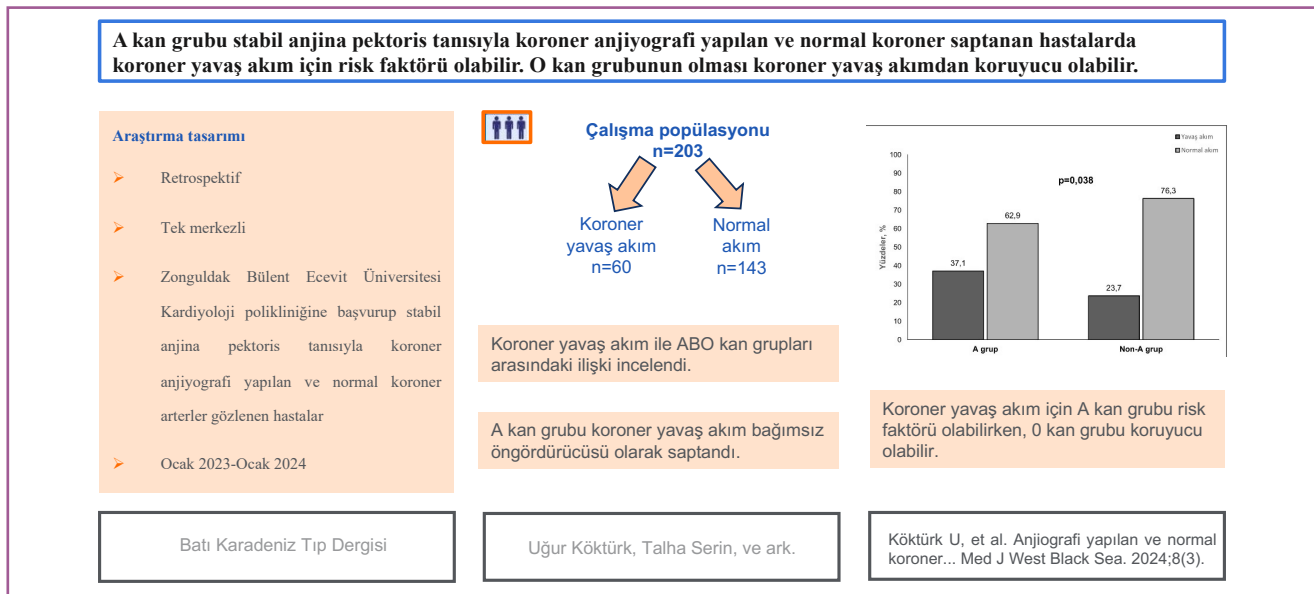 A kan grubu stabil anjina pektoris tanısıyla koroner anjiyografi yapılan ve normal koroner saptanan hastalarda
koroner yavaş akım için risk faktörü olabilir. O kan grubunun olması koroner yavaş akımdan koruyucu olabilir.
Araştırma tasarımı
➢ Retrospektif
➢ Tek merkezli
➢ Zonguldak Bülent Ecevit Üniversitesi
Kardiyoloji polikliniğine başvurup stabil
anjina pektoris tanısıyla koroner
anjiyografi yapılan ve normal koroner
arterler gözlenen hastalar
➢ Ocak 2023-Ocak 2024
Çalışma popülasyonu
n=203
Koroner
yavaş akım
n=60
Normal
akım
n=143
Koroner yavaş akım ile ABO kan grupları
arasındaki ilişki incelendi.
A kan grubu koroner yavaş akım bağımsız
öngördürücüsü olarak saptandı.
Yavaş akım
Normal akım
p=0,038
Yüzdeler, %
100
90
80
70
60
50
40
30
20
10
0
37,1
62,9
23,7
76,3
A grup
Non-A grup
Koroner yavaş akım için A kan grubu risk
faktörü olabilirken, 0 kan grubu koruyucu
olabilir.
Batı Karadeniz Tıp Dergisi
Uğur Köktürk, Talha Serin, ve ark.
Köktürk U, et al. Anjiografi yapılan ve normal
koroner... Med J West Black Sea. 2024;8(3).